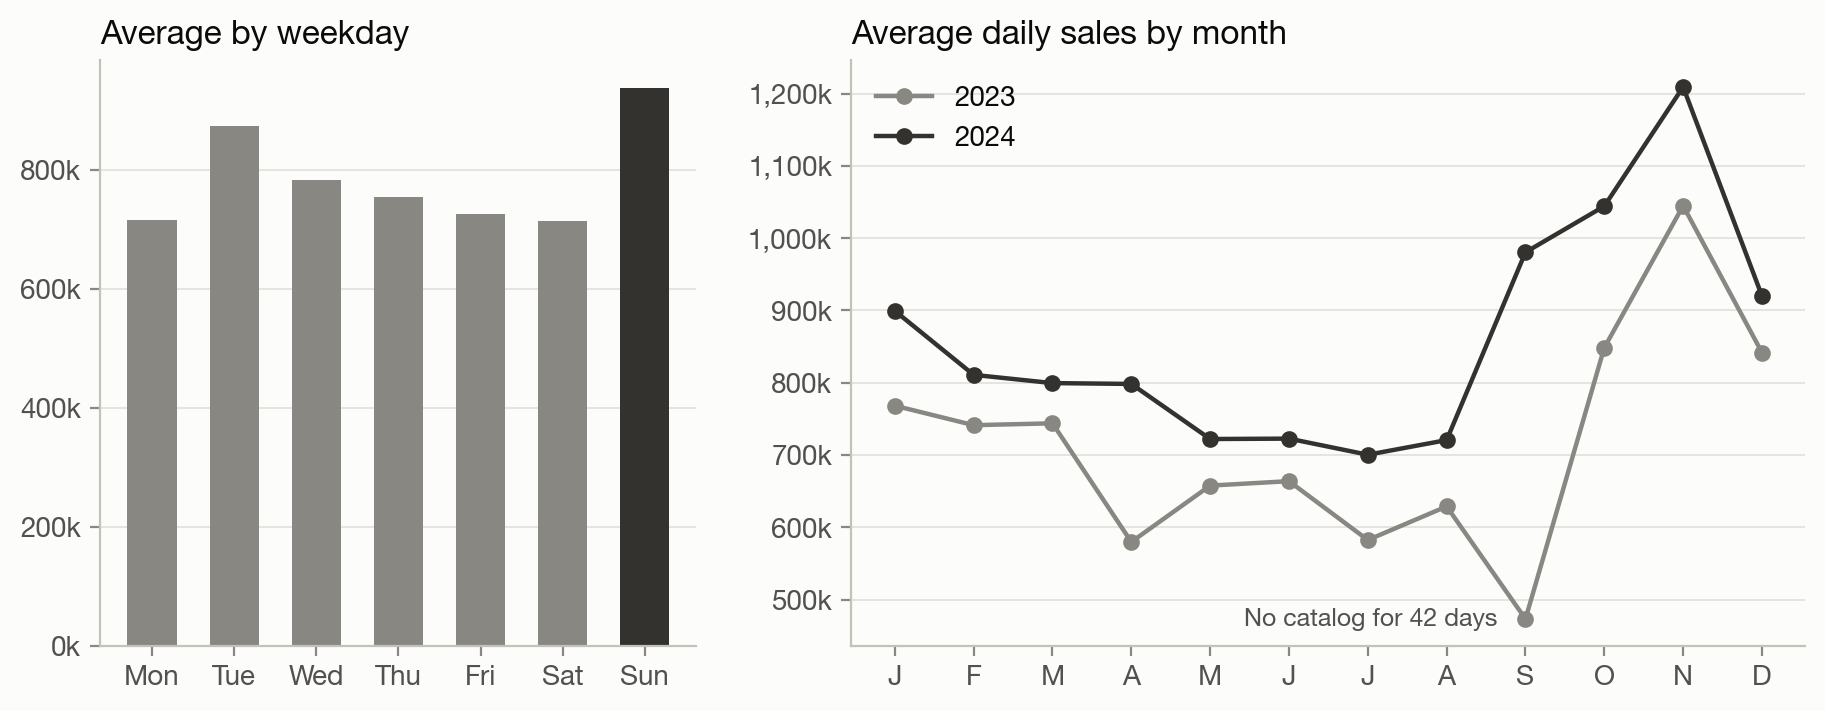 Average by weekday
800k
600k
400k
200k
0k
Mon Tue Wed Thu Fri Sat Sun
Average daily sales by month
2023
2024
1,200k
1,100k
1,000k
900k
800k
700k
600k
500k
No catalog for 42 days
J F M A M J J A S O N D